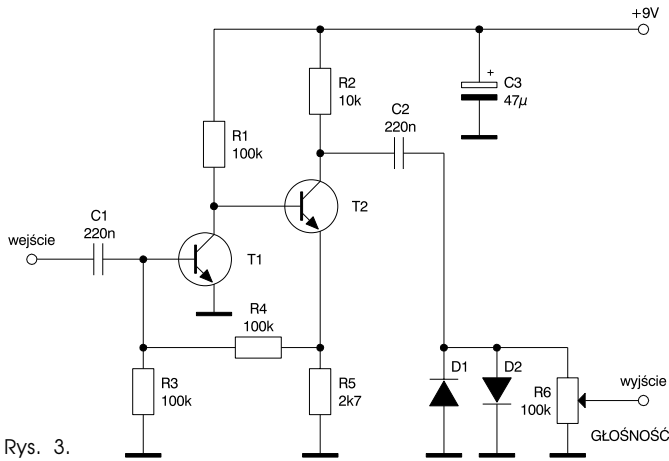 +9V
R2
10k
C3
47µ
+
C2
220n
R1
100k
T2
C1
220n
wejście
T1
R4
100k
R3
100k
R5
2k7
D1
D2
R6
100k
wyjście
GŁOŚNOŚĆ
Rys. 3.